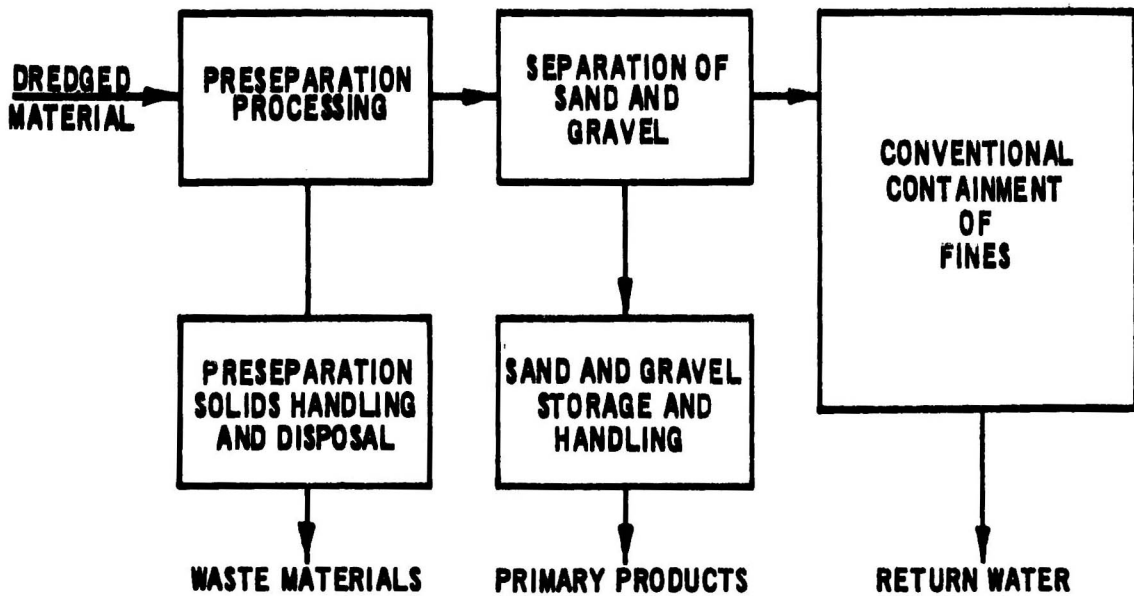 DREDGED
MATERIAL
PRESEPARATION
PROCESSING
SEPARATION OF
SAND AND
GRAVEL
CONVENTIONAL
CONTAINMENT
OF
FINES
PRESEPARATION
SOLIDS HANDLING
AND DISPOSAL
SAND AND GRAVEL
STORAGE AND
HANDLING
WASTE MATERIALS
PRIMARY PRODUCTS
RETURN WATER